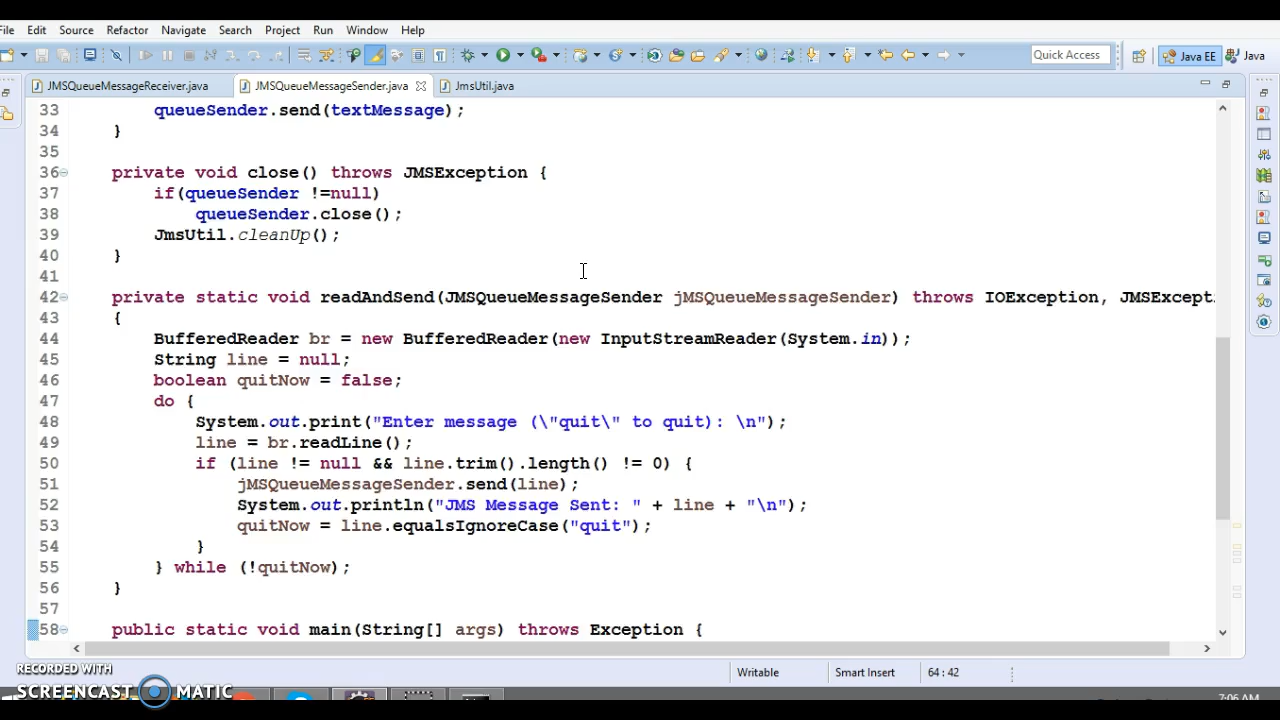 File Edit Source Refactor Navigate Search Project Run Window Help
Quick Access Java EE Java
JMSQueueMessageReceiver.java JMSQueueMessageSender.java JmsUtil.java
33 queueSender.send(textMessage);
34 }
35
36 private void close() throws JMSException {
37 if(queueSender !=null)
38 queueSender.close();
39 JmsUtil.cleanUp();
40 }
41
42 private static void readAndSend(JMSQueueMessageSender jMSQueueMessageSender) throws IOException, JMSExcepti
43 {
44 BufferedReader br = new BufferedReader(new InputStreamReader(System.in));
45 String line = null;
46 boolean quitNow = false;
47 do {
48 System.out.print("Enter message (\"quit\" to quit): \n");
49 line = br.readLine();
50 if (line != null && line.trim().length() != 0) {
51 jMSQueueMessageSender.send(line);
52 System.out.println("JMS Message Sent: " + line + "\n");
53 quitNow = line.equalsIgnoreCase("quit");
54 }
55 } while (!quitNow);
56 }
57
58 public static void main(String[] args) throws Exception {
Writable Smart Insert 64 : 42
RECORDED WITH
SCREENCAST MATIC
7:06 AM